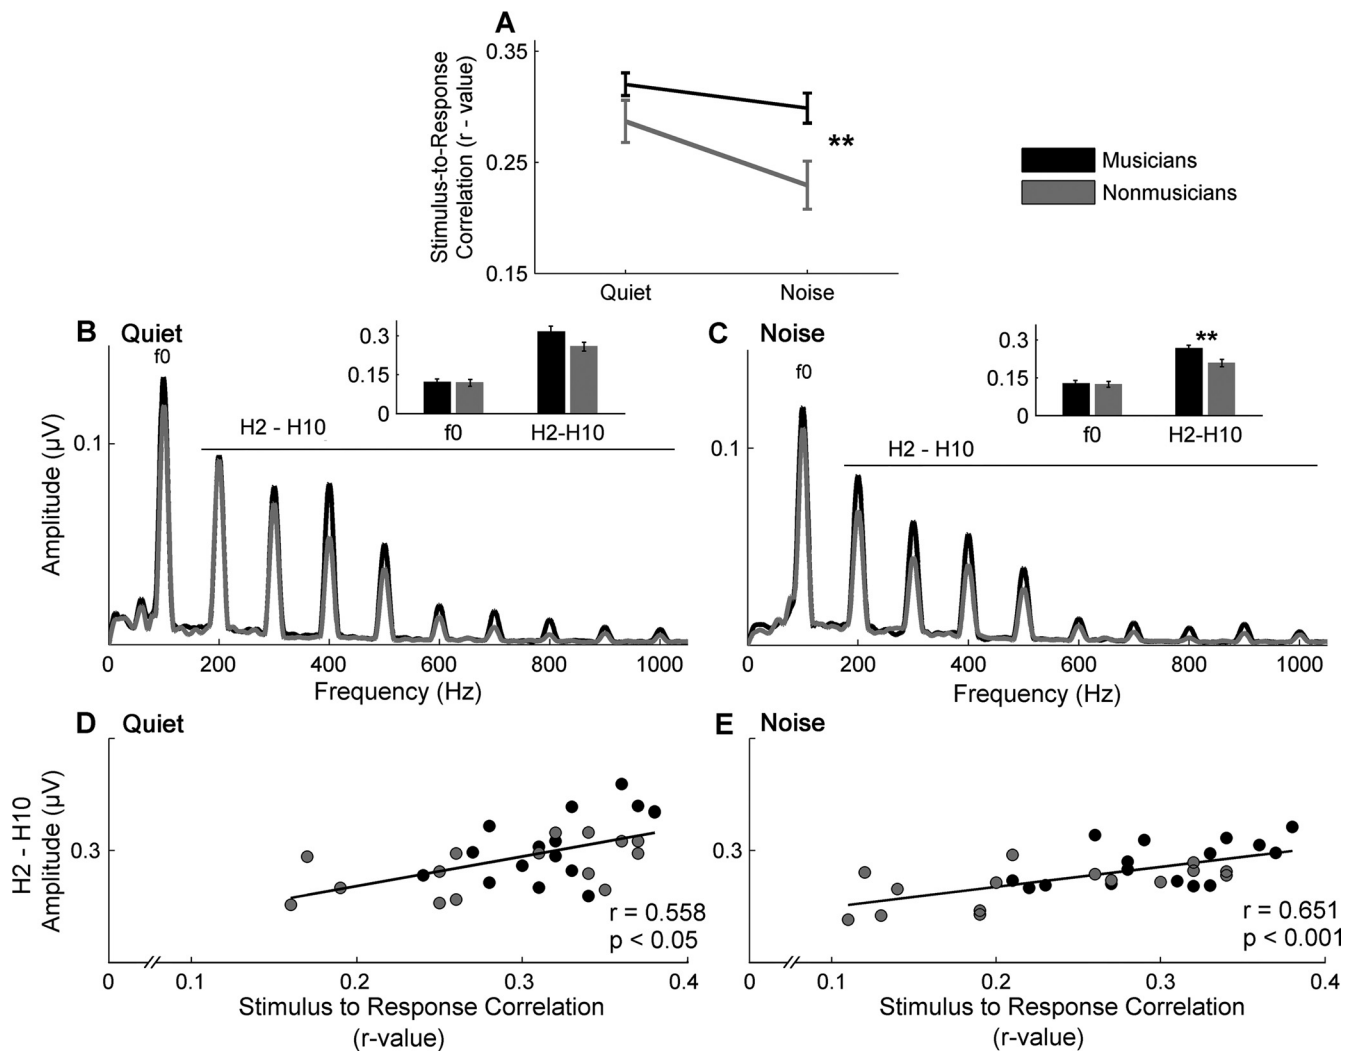 A
Stimulus-to-Response
Correlation (r - value)
0.35
0.25
0.15
**
Quiet
Noise
Musicians
Nonmusicians
B Quiet
f0
0.3
0.15
0
f0
H2-H10
H2 - H10
0.1
Amplitude (µV)
0
200
400
600
800
1000
Frequency (Hz)
C Noise
f0
0.3
0.15
0
**
f0
H2-H10
H2 - H10
0.1
0
200
400
600
800
1000
Frequency (Hz)
D Quiet
H2 - H10
Amplitude (µV)
0.3
r = 0.558
p < 0.05
0
0.1
0.2
0.3
0.4
Stimulus to Response Correlation
(r-value)
E Noise
0.3
r = 0.651
p < 0.001
0
0.1
0.2
0.3
0.4
Stimulus to Response Correlation
(r-value)